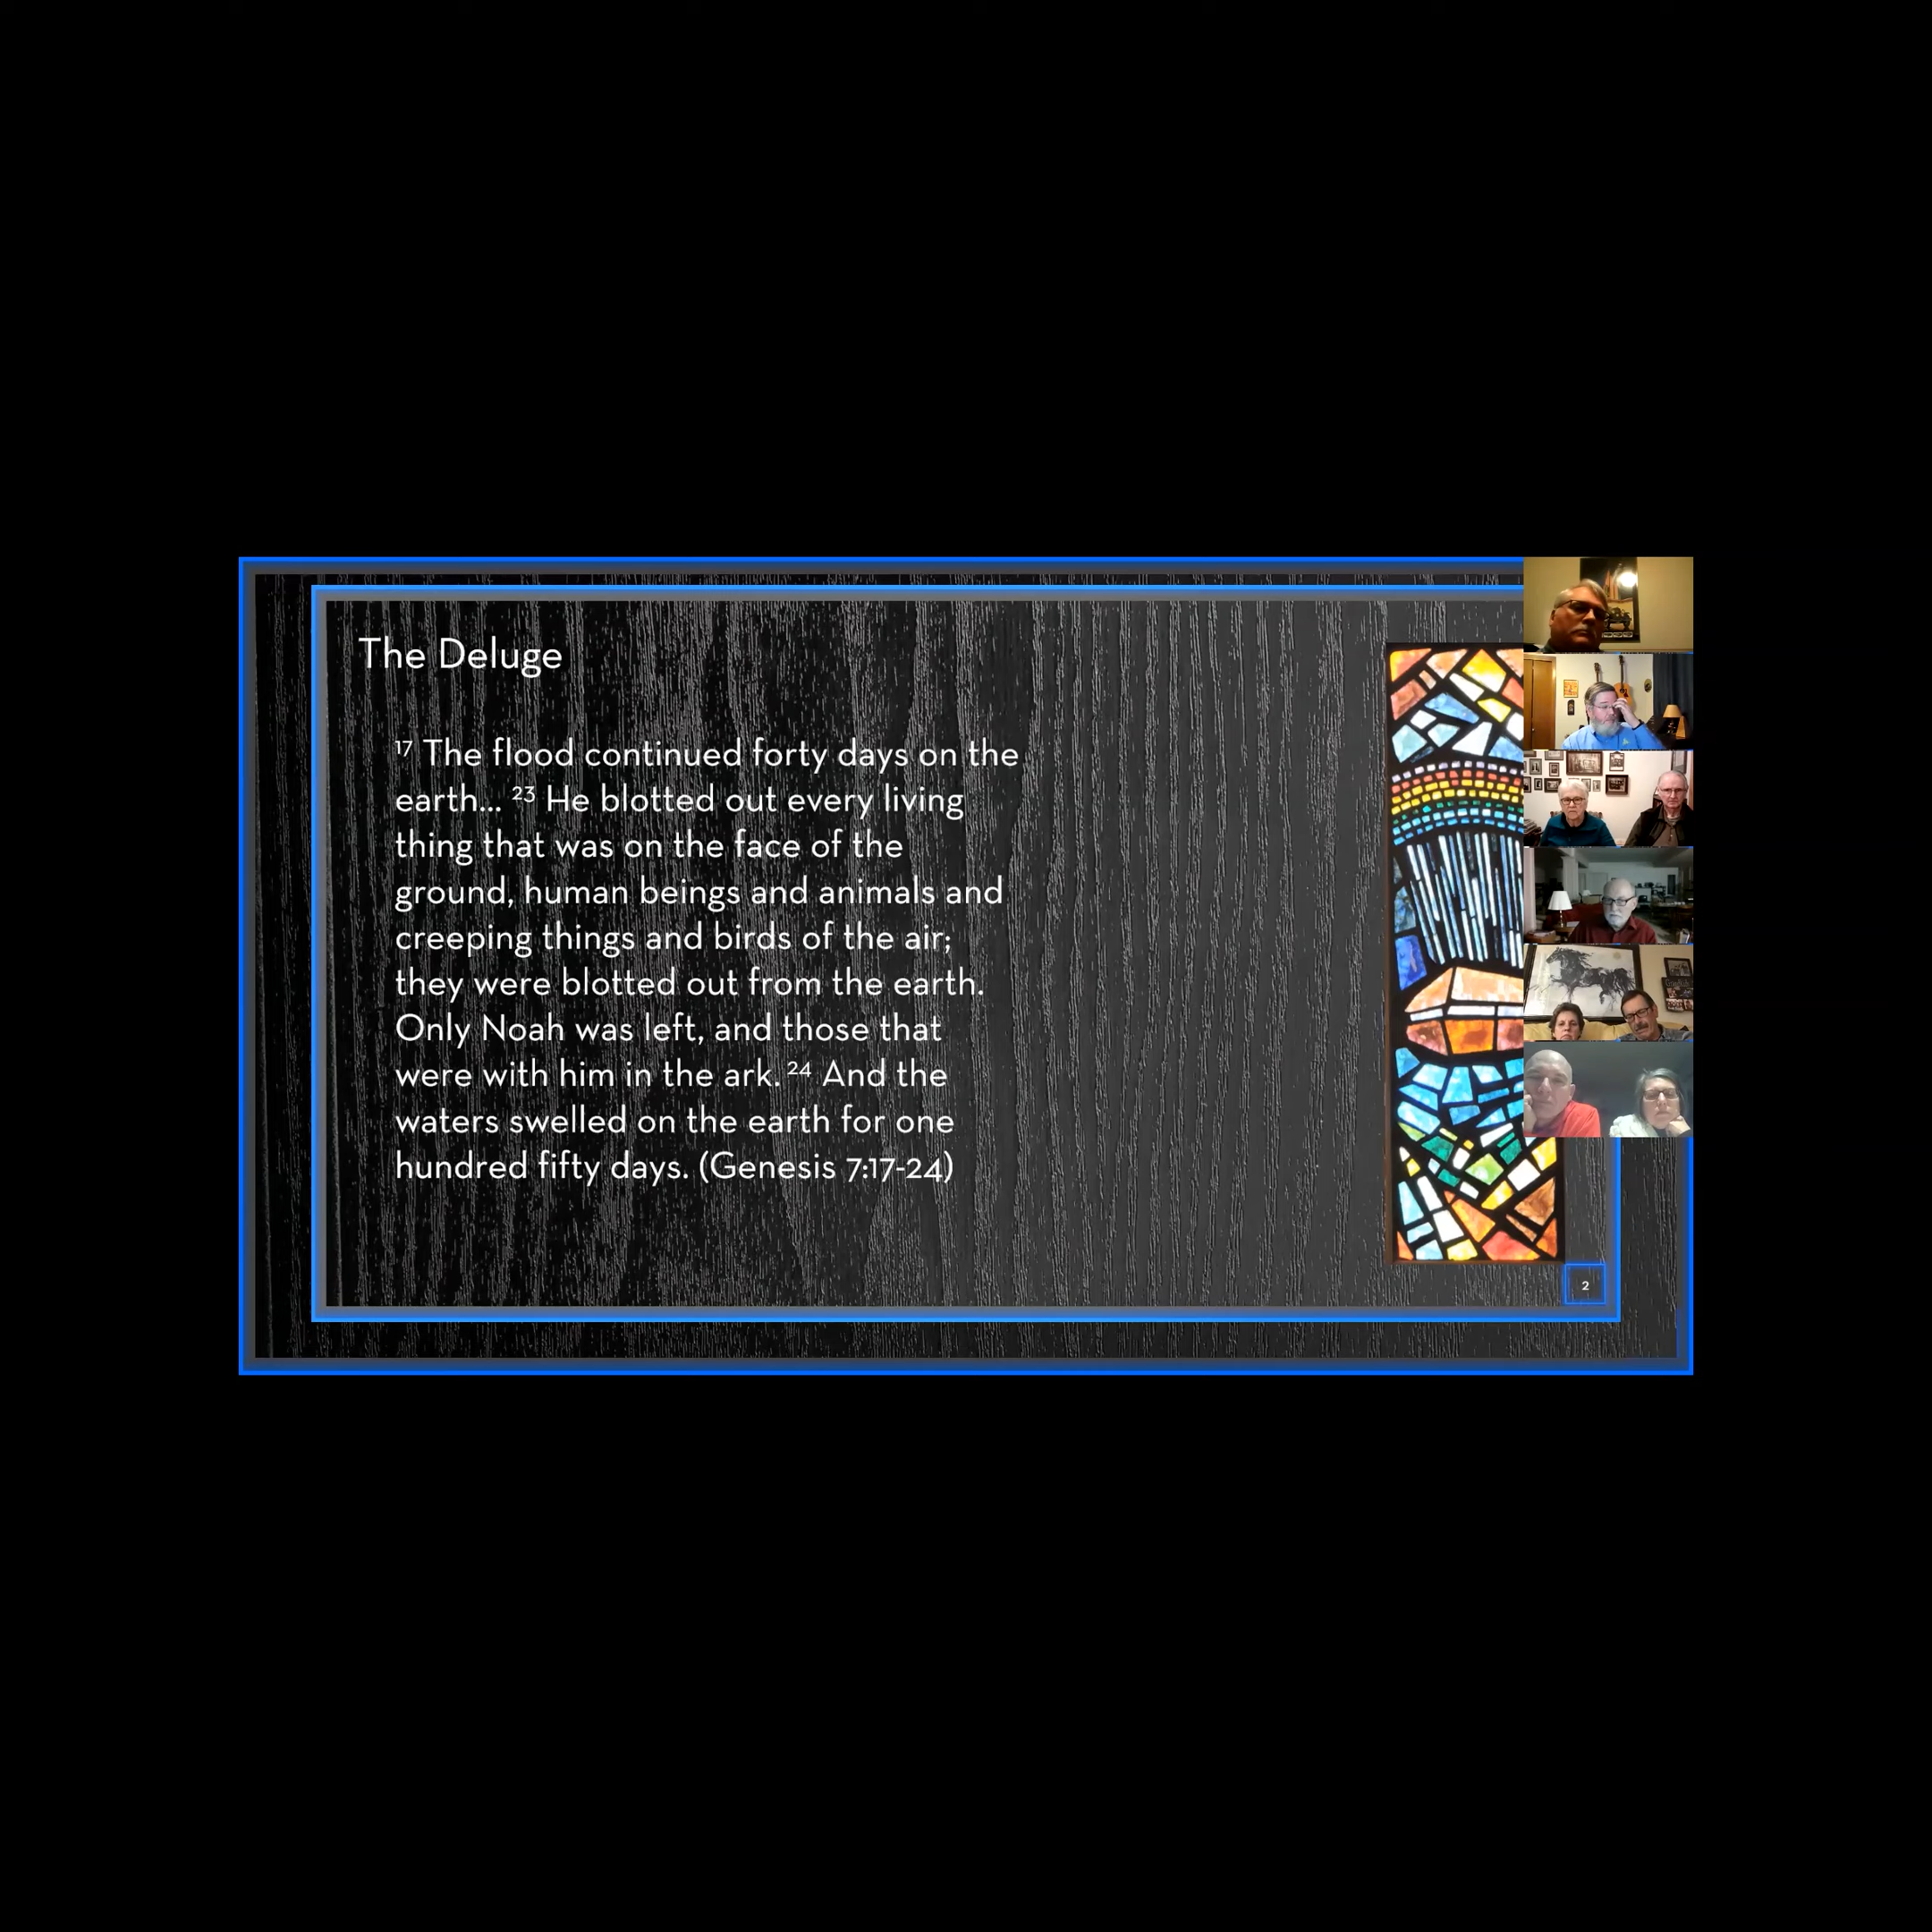 The Deluge
¹⁷ The flood continued forty days on the
earth... ²³ He blotted out every living
thing that was on the face of the
ground, human beings and animals and
creeping things and birds of the air;
they were blotted out from the earth.
Only Noah was left, and those that
were with him in the ark. ²⁴ And the
waters swelled on the earth for one
hundred fifty days. (Genesis 7:17-24)
2